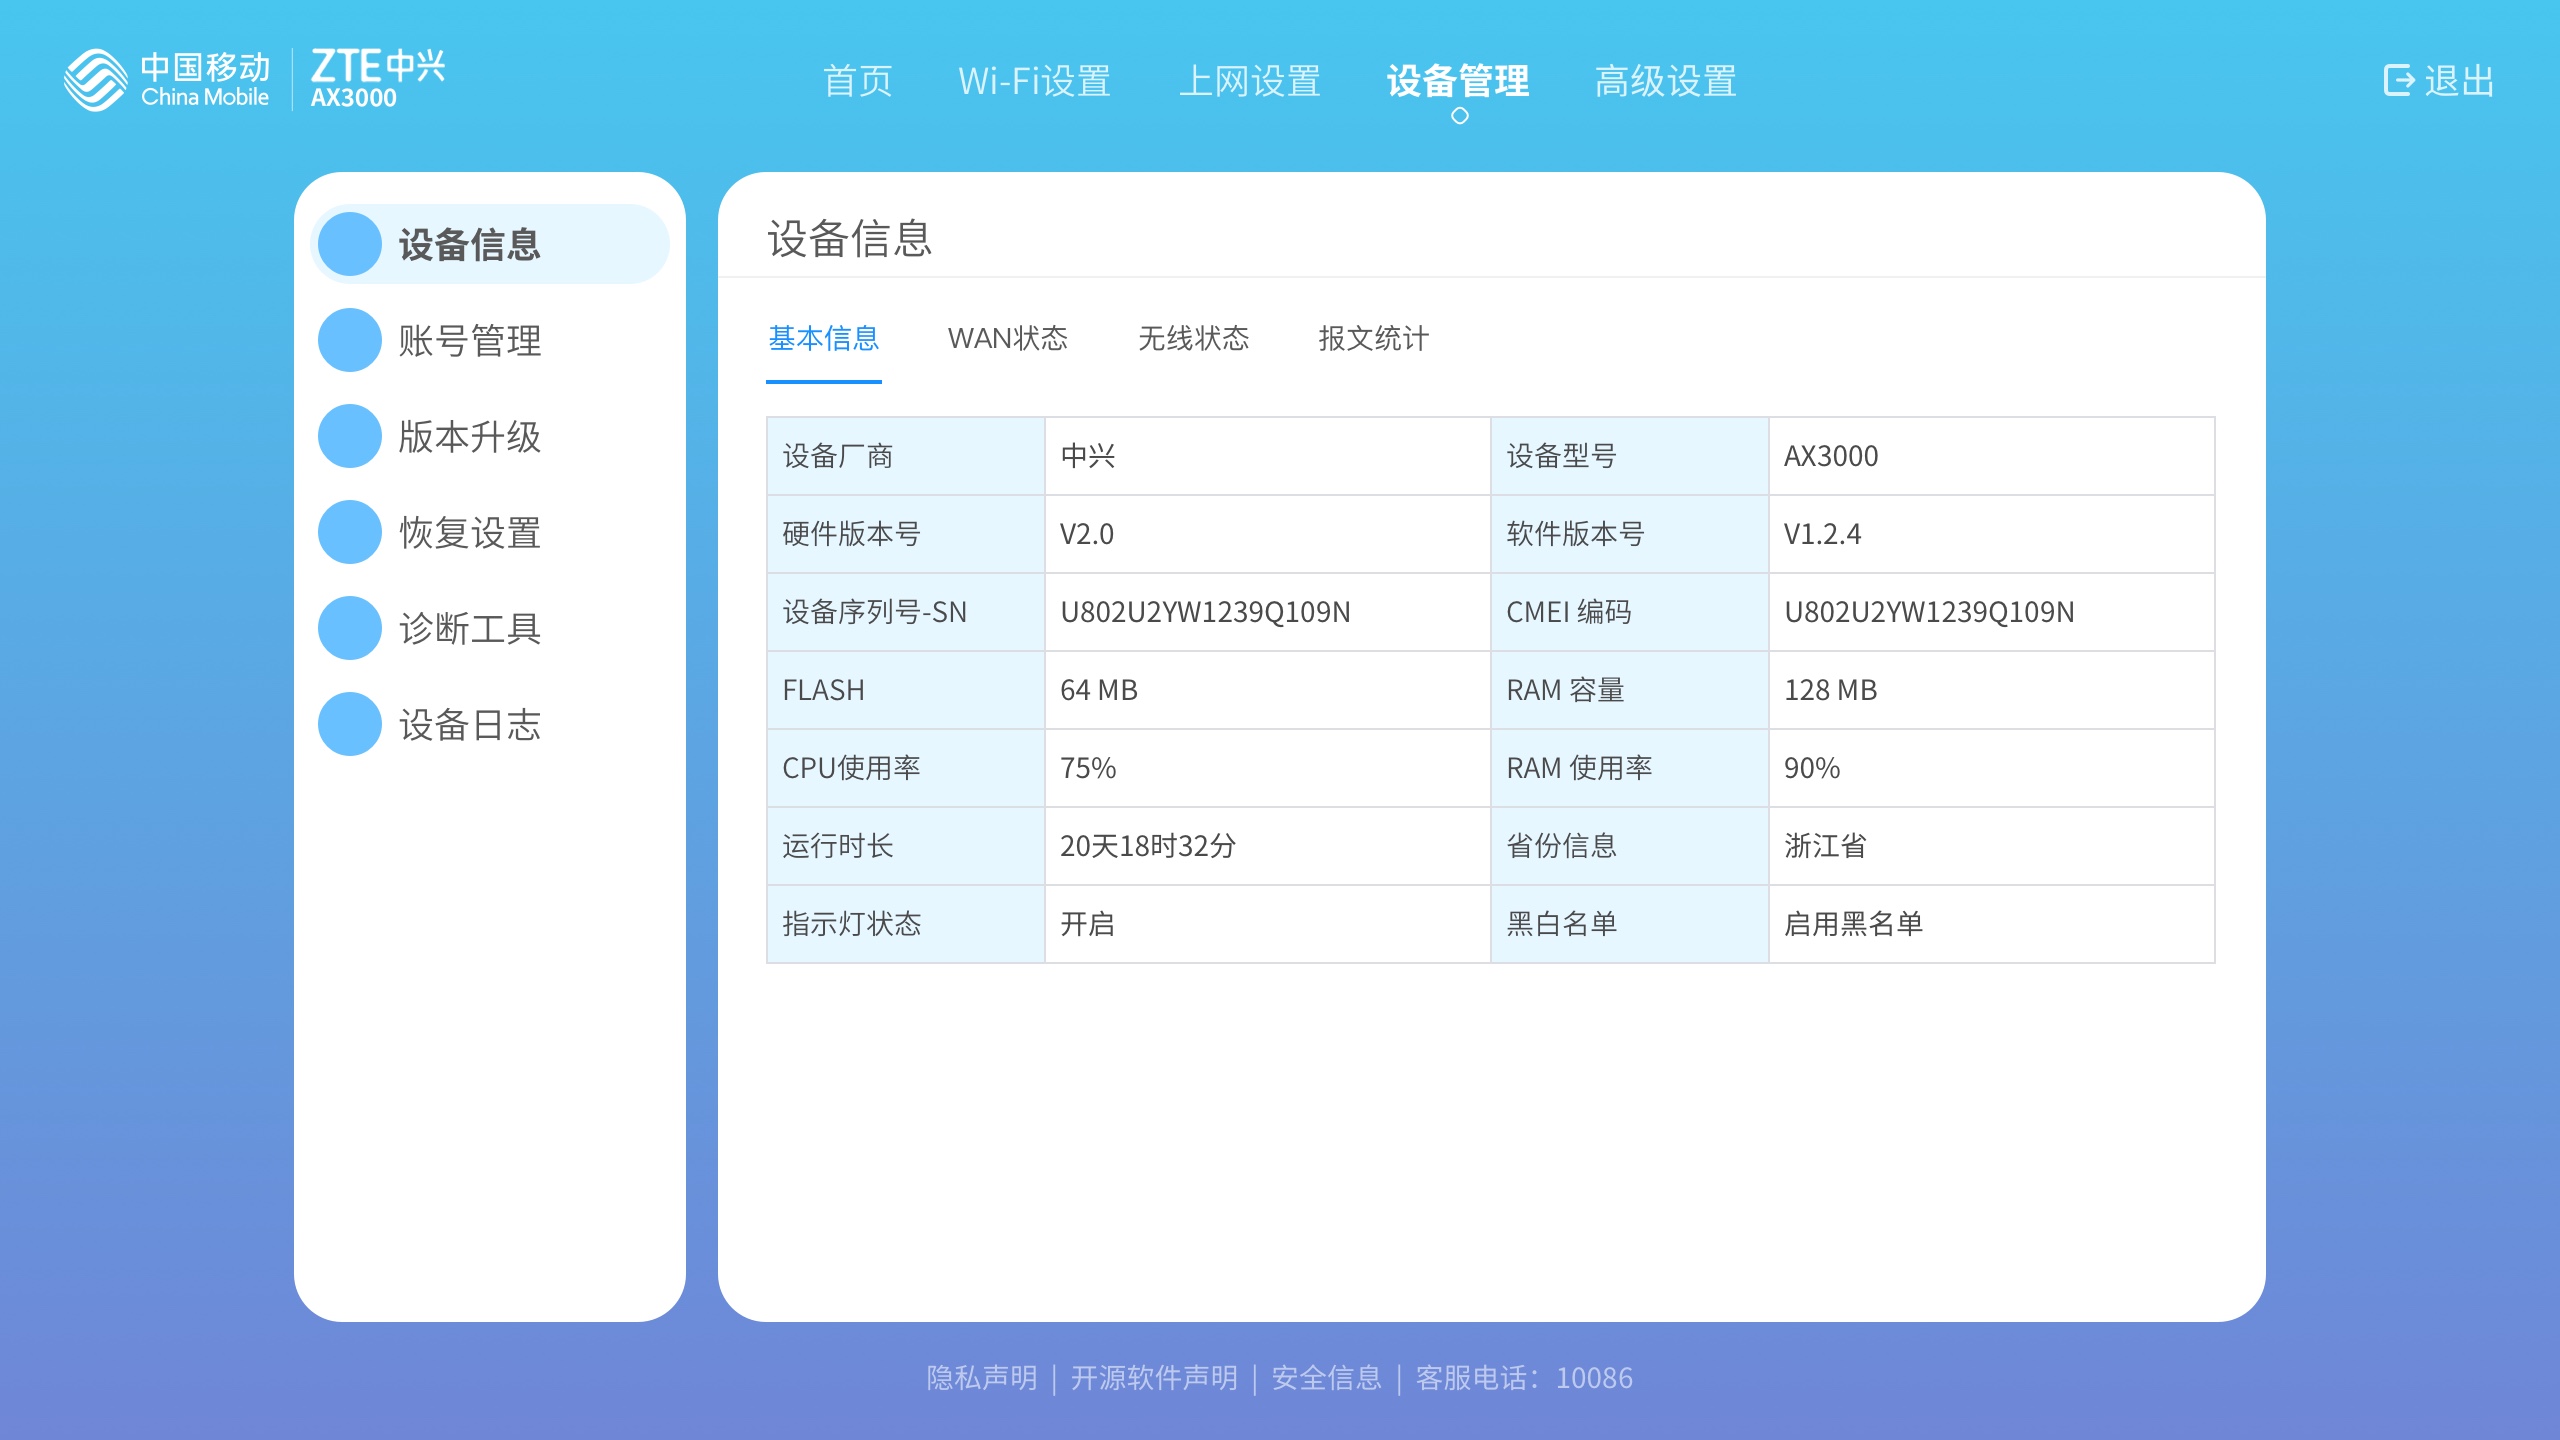 中国移动 ZTE中兴
China Mobile AX3000
首页 Wi-Fi设置 上网设置 设备管理 高级设置 退出
设备信息
账号管理
版本升级
恢复设置
诊断工具
设备日志
设备信息
基本信息 WAN状态 无线状态 报文统计
设备厂商 中兴 设备型号 AX3000
硬件版本号 V2.0 软件版本号 V1.2.4
设备序列号-SN U802U2YW1239Q109N CMEI 编码 U802U2YW1239Q109N
FLASH 64 MB RAM 容量 128 MB
CPU使用率 75% RAM 使用率 90%
运行时长 20天18时32分 省份信息 浙江省
指示灯状态 开启 黑白名单 启用黑名单
隐私声明 | 开源软件声明 | 安全信息 | 客服电话：10086